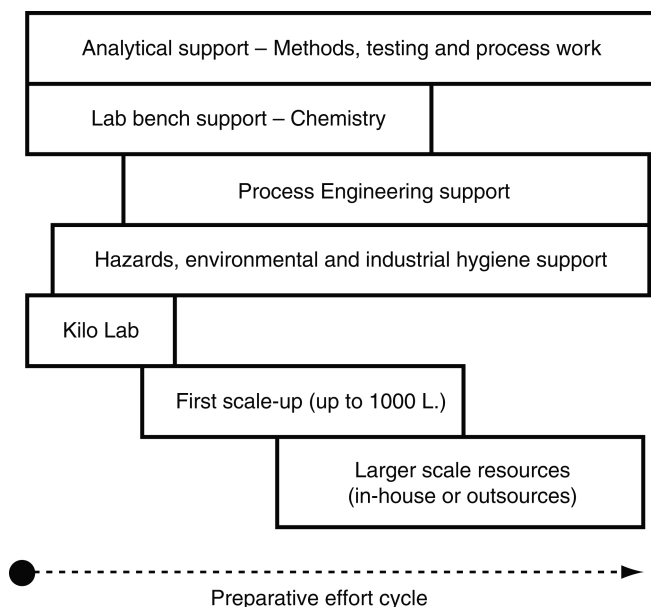 Analytical support – Methods, testing and process work
Lab bench support – Chemistry
Process Engineering support
Hazards, environmental and industrial hygiene support
Kilo Lab
First scale-up (up to 1000 L.)
Larger scale resources
(in-house or outsources)
Preparative effort cycle